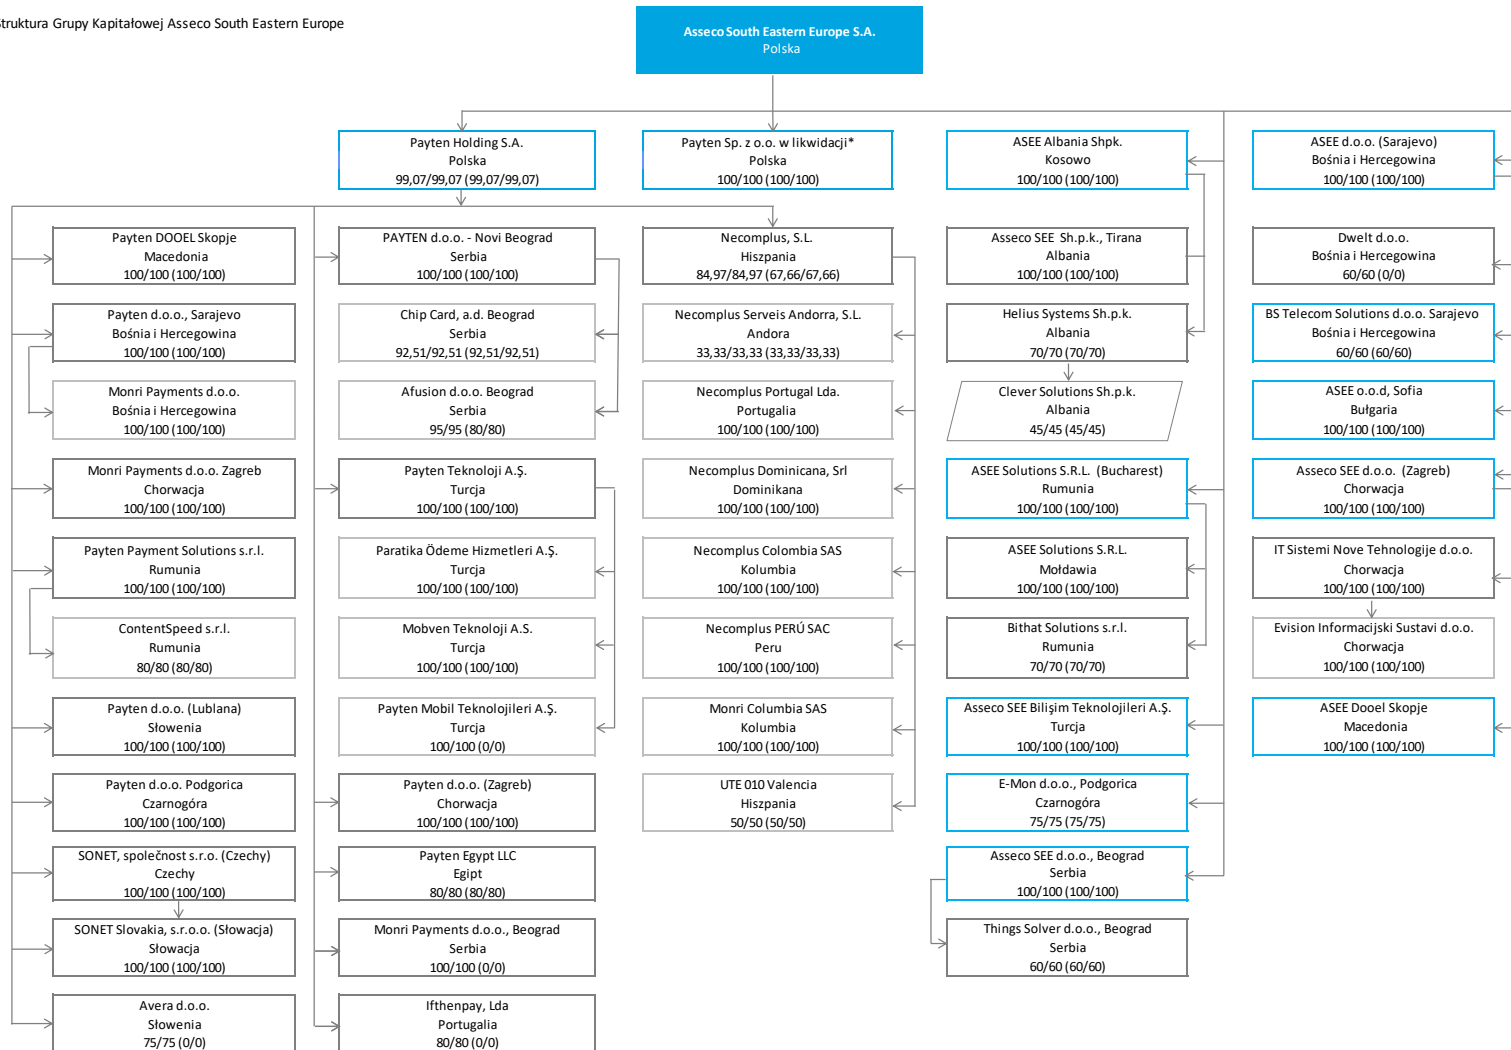 Struktura Grupy Kapitałowej Asseco South Eastern Europe
Asseco South Eastern Europe S.A.
Polska
Payten Holding S.A.
Polska
99,07/99,07 (99,07/99,07)
Payten Sp. z o.o. w likwidacji*
Polska
100/100 (100/100)
ASEE Albania Shpk.
Kosowo
100/100 (100/100)
ASEE d.o.o. (Sarajevo)
Bośnia i Hercegowina
100/100 (100/100)
Payten DOOEL Skopje
Macedonia
100/100 (100/100)
PAYTEN d.o.o. - Novi Beograd
Serbia
100/100 (100/100)
Necomplus, S.L.
Hiszpania
84,97/84,97 (67,66/67,66)
Asseco SEE Sh.p.k., Tirana
Albania
100/100 (100/100)
Dwelt d.o.o.
Bośnia i Hercegowina
60/60 (0/0)
Payten d.o.o., Sarajevo
Bośnia i Hercegowina
100/100 (100/100)
Chip Card, a.d. Beograd
Serbia
92,51/92,51 (92,51/92,51)
Necomplus Serveis Andorra, S.L.
Andora
33,33/33,33 (33,33/33,33)
Helius Systems Sh.p.k.
Albania
70/70 (70/70)
BS Telecom Solutions d.o.o. Sarajevo
Bośnia i Hercegowina
60/60 (60/60)
Monri Payments d.o.o.
Bośnia i Hercegowina
100/100 (100/100)
Afusion d.o.o. Beograd
Serbia
95/95 (80/80)
Necomplus Portugal Lda.
Portugalia
100/100 (100/100)
Clever Solutions Sh.p.k.
Albania
45/45 (45/45)
ASEE o.o.d, Sofia
Bułgaria
100/100 (100/100)
Monri Payments d.o.o. Zagreb
Chorwacja
100/100 (100/100)
Payten Teknoloji A.Ş.
Turcja
100/100 (100/100)
Necomplus Dominicana, Srl
Dominikana
100/100 (100/100)
ASEE Solutions S.R.L. (Bucharest)
Rumunia
100/100 (100/100)
Asseco SEE d.o.o. (Zagreb)
Chorwacja
100/100 (100/100)
Payten Payment Solutions s.r.l.
Rumunia
100/100 (100/100)
Paratika Ödeme Hizmetleri A.Ş.
Turcja
100/100 (100/100)
Necomplus Colombia SAS
Kolumbia
100/100 (100/100)
ASEE Solutions S.R.L.
Mołdawia
100/100 (100/100)
IT Sistemi Nove Tehnologije d.o.o.
Chorwacja
100/100 (100/100)
ContentSpeed s.r.l.
Rumunia
80/80 (80/80)
Mobven Teknoloji A.S.
Turcja
100/100 (100/100)
Necomplus PERÚ SAC
Peru
100/100 (100/100)
Bithat Solutions s.r.l.
Rumunia
70/70 (70/70)
Evision Informacijski Sustavi d.o.o.
Chorwacja
100/100 (100/100)
Payten d.o.o. (Lublana)
Słowenia
100/100 (100/100)
Payten Mobil Teknolojileri A.Ş.
Turcja
100/100 (0/0)
Monri Columbia SAS
Kolumbia
100/100 (100/100)
Asseco SEE Bilişim Teknolojileri A.Ş.
Turcja
100/100 (100/100)
ASEE Dooel Skopje
Macedonia
100/100 (100/100)
Payten d.o.o. Podgorica
Czarnogóra
100/100 (100/100)
Payten d.o.o. (Zagreb)
Chorwacja
100/100 (100/100)
UTE 010 Valencia
Hiszpania
50/50 (50/50)
E-Mon d.o.o., Podgorica
Czarnogóra
75/75 (75/75)
SONET, společnost s.r.o. (Czechy)
Czechy
100/100 (100/100)
Payten Egypt LLC
Egipt
80/80 (80/80)
Asseco SEE d.o.o., Beograd
Serbia
100/100 (100/100)
SONET Slovakia, s.r.o.o. (Słowacja)
Słowacja
100/100 (100/100)
Monri Payments d.o.o., Beograd
Serbia
100/100 (0/0)
Things Solver d.o.o., Beograd
Serbia
60/60 (60/60)
Avera d.o.o.
Słowenia
75/75 (0/0)
Ifthenpay, Lda
Portugalia
80/80 (0/0)